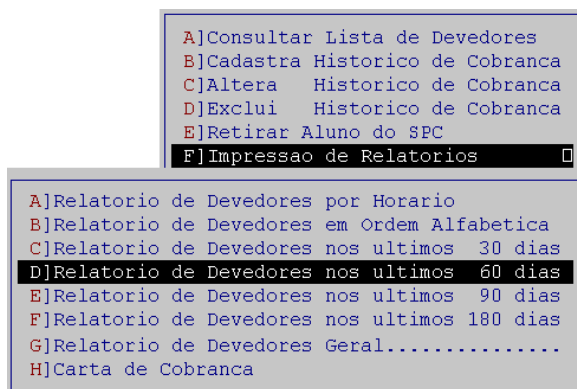 A]Consultar Lista de Devedores
B]Cadastra Historico de Cobranca
C]Altera   Historico de Cobranca
D]Exclui   Historico de Cobranca
E]Retirar Aluno do SPC
F]Impressao de Relatorios
A]Relatorio de Devedores por Horario
B]Relatorio de Devedores em Ordem Alfabetica
C]Relatorio de Devedores nos ultimos  30 dias
D]Relatorio de Devedores nos ultimos  60 dias
E]Relatorio de Devedores nos ultimos  90 dias
F]Relatorio de Devedores nos ultimos 180 dias
G]Relatorio de Devedores Geral...............
H]Carta de Cobranca